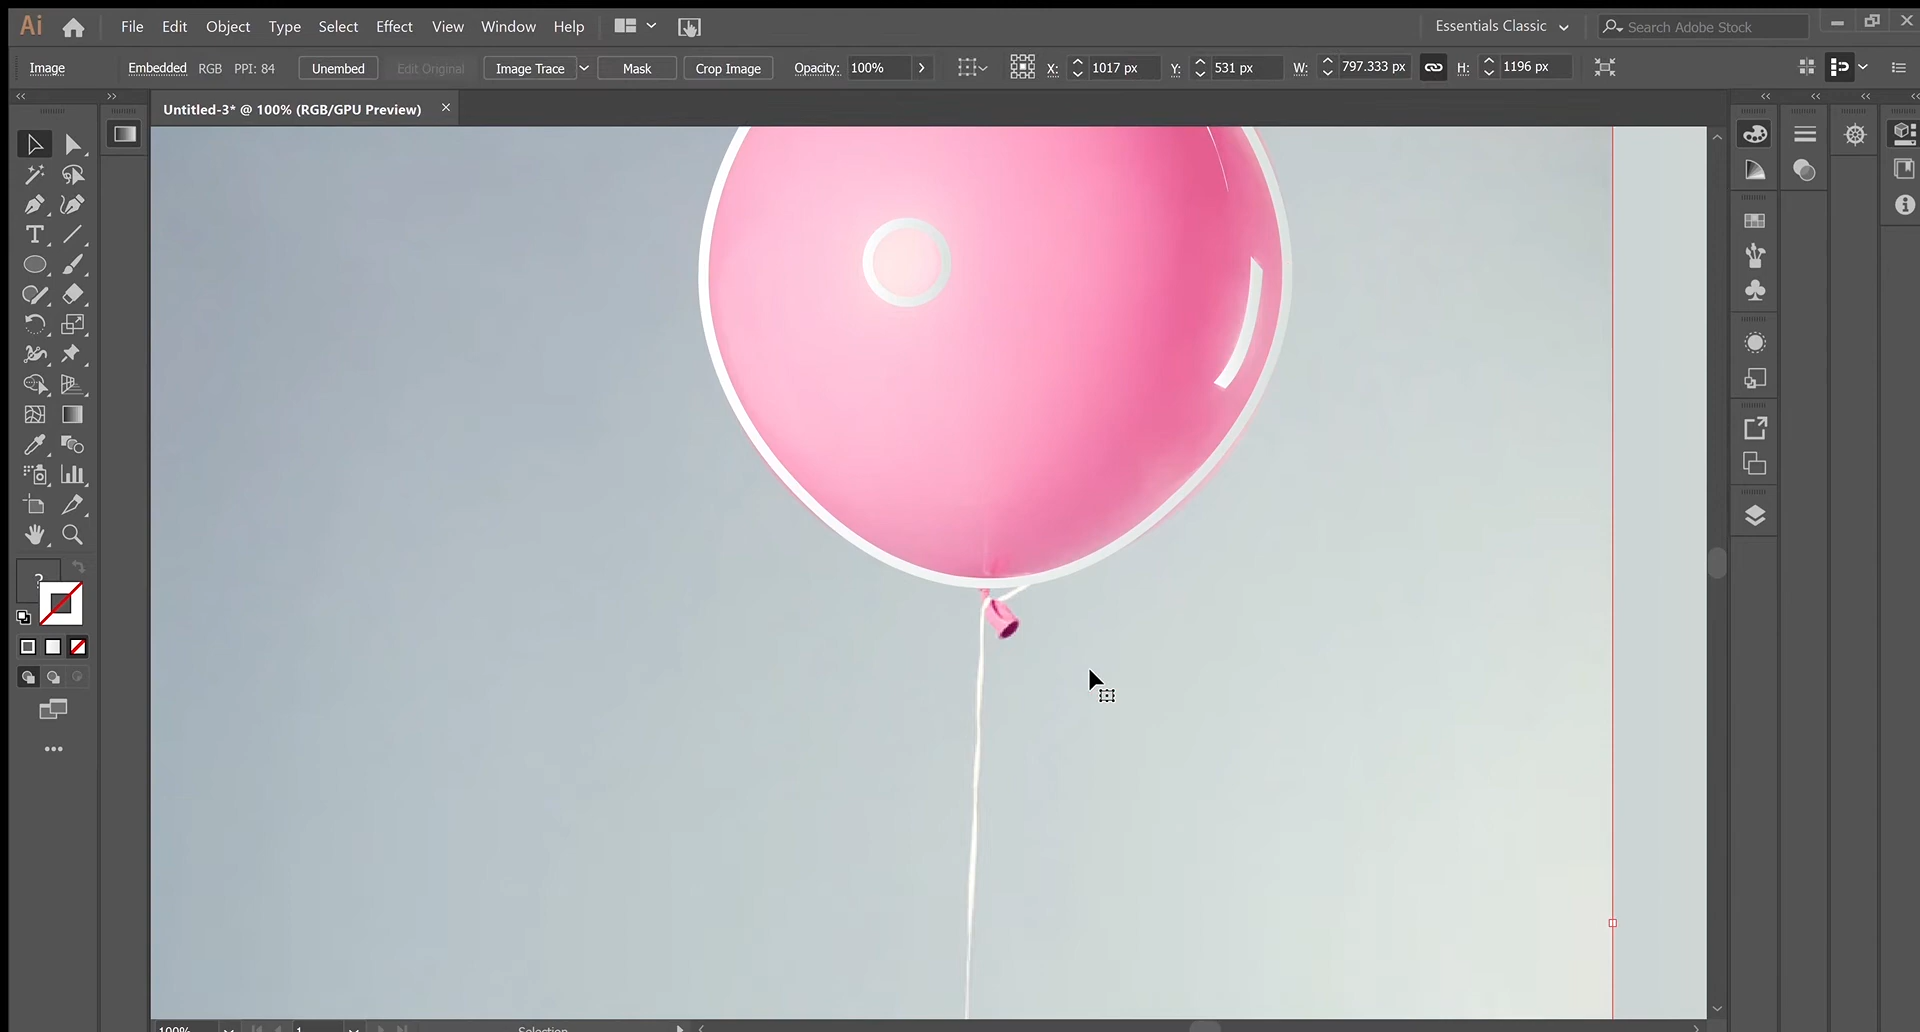 Ai File Edit Object Type Select Effect View Window Help Essentials Classic Search Adobe Stock
Image Embedded RGB PPI: 84 Unembed Edit Original Image Trace Mask Crop Image Opacity: 100% X: 1017 px Y: 531 px W: 797.333 px H: 1196 px
Untitled-3* @ 100% (RGB/GPU Preview)
?
100% 1 Selection